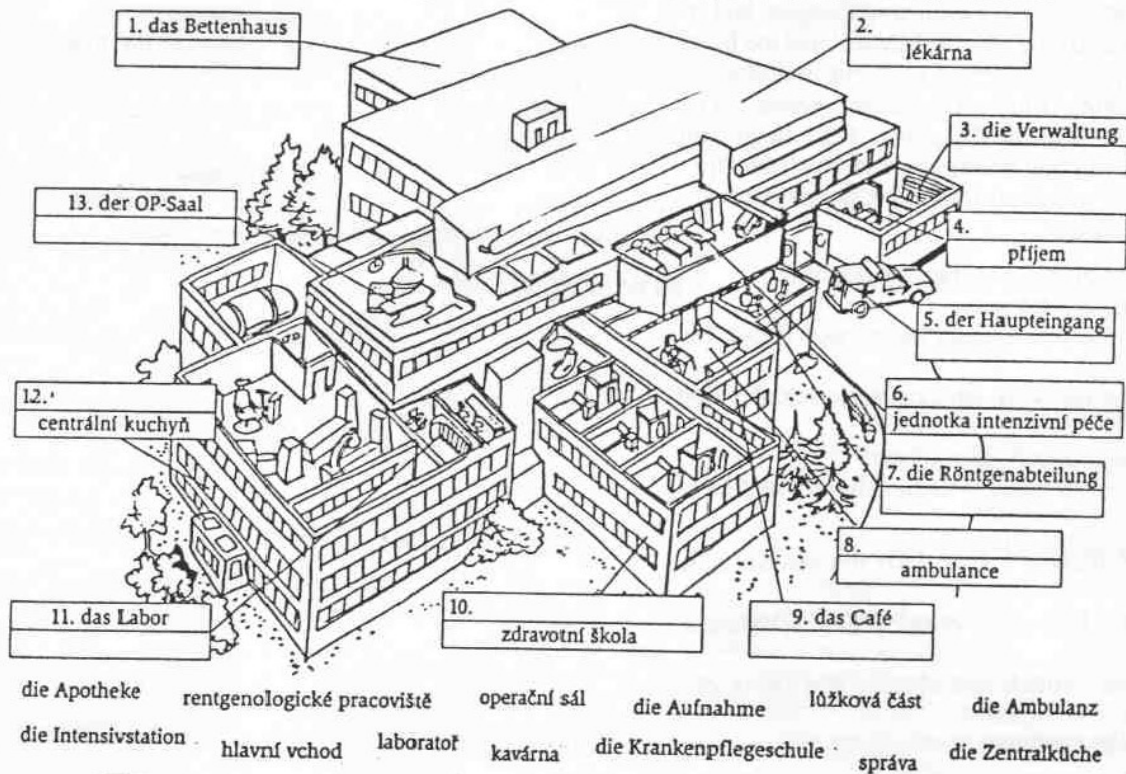 1. das Bettenhaus
2.
lékárna
3. die Verwaltung
13. der OP-Saal
4.
příjem
5. der Haupteingang
12.
centrální kuchyň
6.
jednotka intenzivní péče
7. die Röntgenabteilung
8.
ambulance
11. das Labor
10.
zdravotní škola
9. das Café
die Apotheke rentgenologické pracoviště operační sál die Aufnahme lůžková část die Ambulanz
die Intensivstation hlavní vchod laboratoř kavárna die Krankenpflegeschule správa die Zentralküche